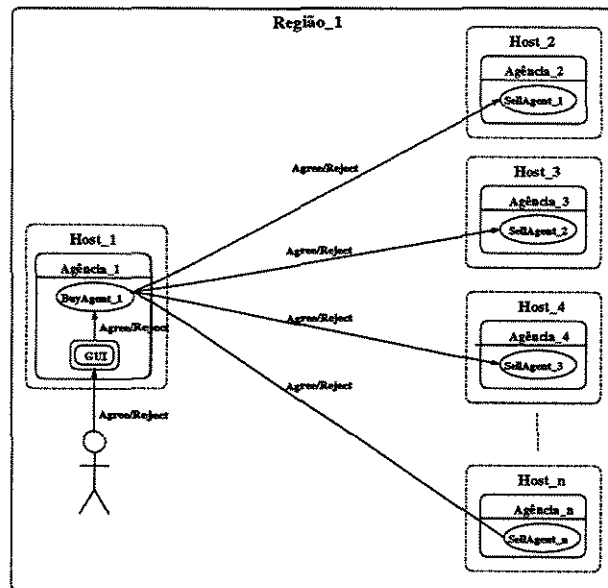 Região_1
Host_2
Agência_2
SellAgent_1
Agree/Reject
Host_3
Agência_3
SellAgent_2
Agree/Reject
Host_1
Agência_1
BuyAgent_1
Agree/Reject
GUI
Agree/Reject
Host_4
Agência_4
SellAgent_3
Agree/Reject
Agree/Reject
Host_n
Agência_n
SellAgent_n